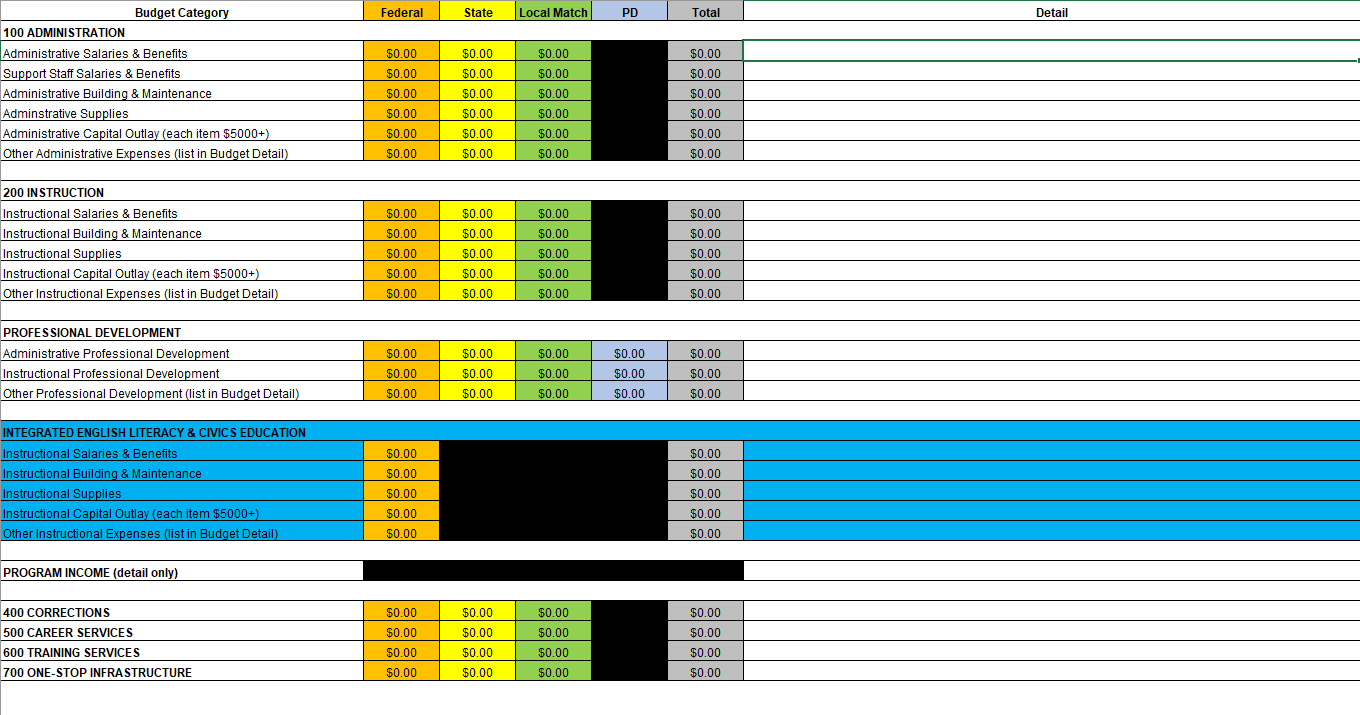 Budget Category Federal State Local Match PD Total Detail
100 ADMINISTRATION
Administrative Salaries & Benefits $0.00 $0.00 $0.00 $0.00
Support Staff Salaries & Benefits $0.00 $0.00 $0.00 $0.00
Administrative Building & Maintenance $0.00 $0.00 $0.00 $0.00
Adminstrative Supplies $0.00 $0.00 $0.00 $0.00
Administrative Capital Outlay (each item $5000+) $0.00 $0.00 $0.00 $0.00
Other Administrative Expenses (list in Budget Detail) $0.00 $0.00 $0.00 $0.00
200 INSTRUCTION
Instructional Salaries & Benefits $0.00 $0.00 $0.00 $0.00
Instructional Building & Maintenance $0.00 $0.00 $0.00 $0.00
Instructional Supplies $0.00 $0.00 $0.00 $0.00
Instructional Capital Outlay (each item $5000+) $0.00 $0.00 $0.00 $0.00
Other Instructional Expenses (list in Budget Detail) $0.00 $0.00 $0.00 $0.00
PROFESSIONAL DEVELOPMENT
Administrative Professional Development $0.00 $0.00 $0.00 $0.00 $0.00
Instructional Professional Development $0.00 $0.00 $0.00 $0.00 $0.00
Other Professional Development (list in Budget Detail) $0.00 $0.00 $0.00 $0.00 $0.00
INTEGRATED ENGLISH LITERACY & CIVICS EDUCATION
Instructional Salaries & Benefits $0.00 $0.00
Instructional Building & Maintenance $0.00 $0.00
Instructional Supplies $0.00 $0.00
Instructional Capital Outlay (each item $5000+) $0.00 $0.00
Other Instructional Expenses (list in Budget Detail) $0.00 $0.00
PROGRAM INCOME (detail only)
400 CORRECTIONS $0.00 $0.00 $0.00 $0.00
500 CAREER SERVICES $0.00 $0.00 $0.00 $0.00
600 TRAINING SERVICES $0.00 $0.00 $0.00 $0.00
700 ONE-STOP INFRASTRUCTURE $0.00 $0.00 $0.00 $0.00